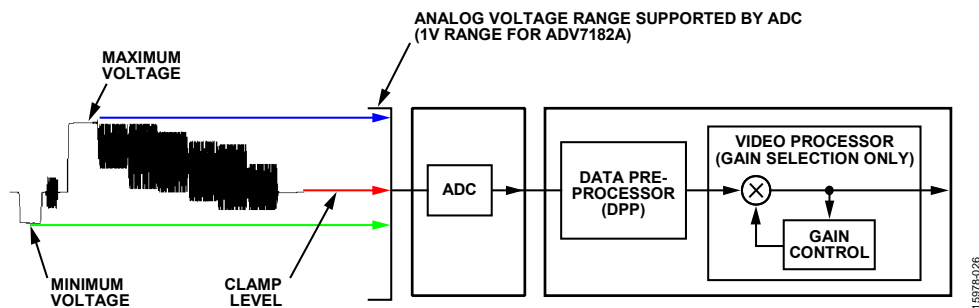 ANALOG VOLTAGE RANGE SUPPORTED BY ADC
(1V RANGE FOR ADV7182A)
MAXIMUM
VOLTAGE
VIDEO PROCESSOR
(GAIN SELECTION ONLY)
ADC
DATA PRE-
PROCESSOR
(DPP)
GAIN
CONTROL
MINIMUM
VOLTAGE
CLAMP
LEVEL
15978-026